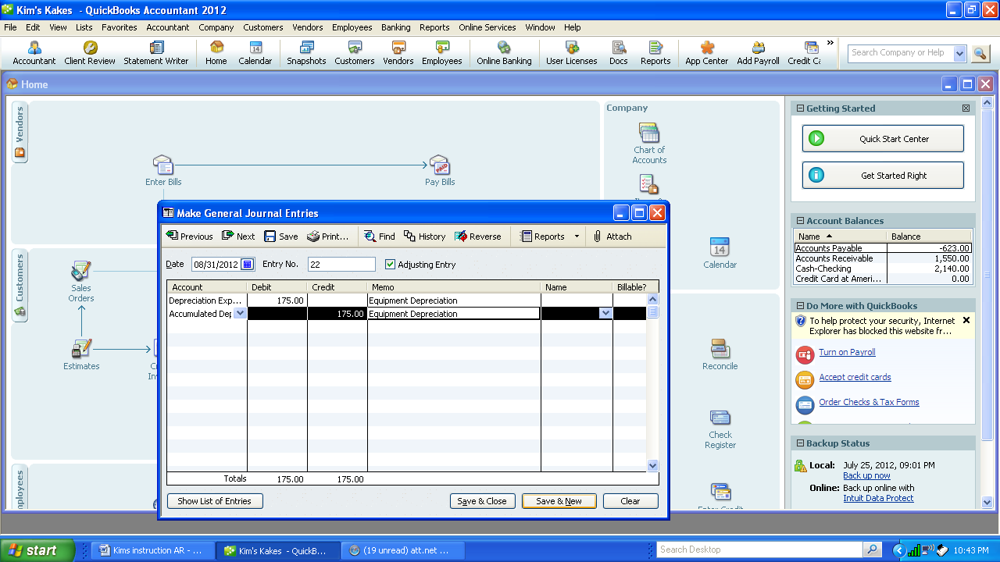 Kim's Kakes - QuickBooks Accountant 2012
File Edit View Lists Favorites Accountant Company Customers Vendors Employees Banking Reports Online Services Window Help
Accountant Client Review Statement Writer Home Calendar Snapshots Customers Vendors Employees Online Banking User Licenses Docs Reports App Center Add Payroll Credit Ca
Search Company or Help
Home
Vendors
Enter Bills
Pay Bills
Company
Chart of
Accounts
Customers
Sales
Orders
Estimates
Calendar
Reconcile
Check
Register
Enter Credit
Make General Journal Entries
Previous Next Save Print... Find History Reverse Reports Attach
Date 08/31/2012 Entry No. 22 Adjusting Entry
Account Debit Credit Memo Name Billable?
Depreciation Exp... 175.00 Equipment Depreciation
Accumulated Dep 175.00 Equipment Depreciation
Totals 175.00 175.00
Show List of Entries Save & Close Save & New Clear
Getting Started
Quick Start Center
Get Started Right
Account Balances
Name Balance
Accounts Payable -623.00
Accounts Receivable 1,550.00
Cash-Checking 2,140.00
Credit Card at Ameri... 0.00
Do More with QuickBooks
To help protect your security, Internet
Explorer has blocked this website fr...
Turn on Payroll
Accept credit cards
Order Checks & Tax Forms
Backup Status
Local: July 25, 2012, 09:01 PM
Back up now
Online: Back up online with
Intuit Data Protect
start Kims instruction AR - ... Kim's Kakes - QuickB... (19 unread) att.net ... Search Desktop 10:43 PM